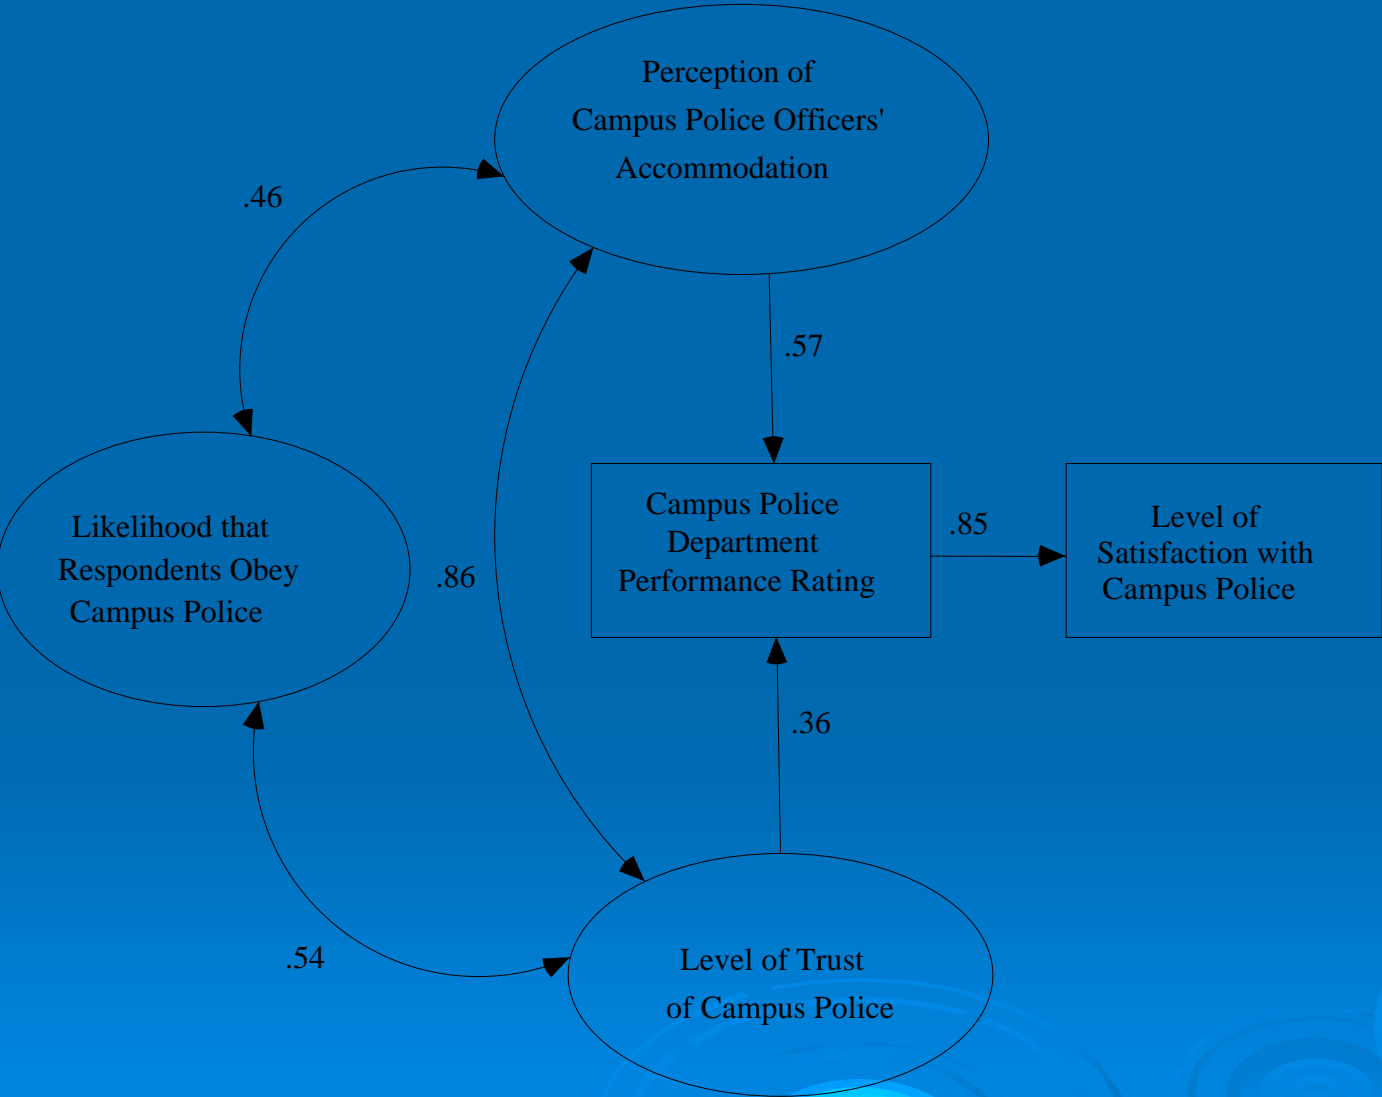 Perception of
Campus Police Officers'
Accommodation
.46
.57
Campus Police
Department
Performance Rating
.85
Level of
Satisfaction with
Campus Police
Likelihood that
Respondents Obey
Campus Police
.86
.36
.54
Level of Trust
of Campus Police